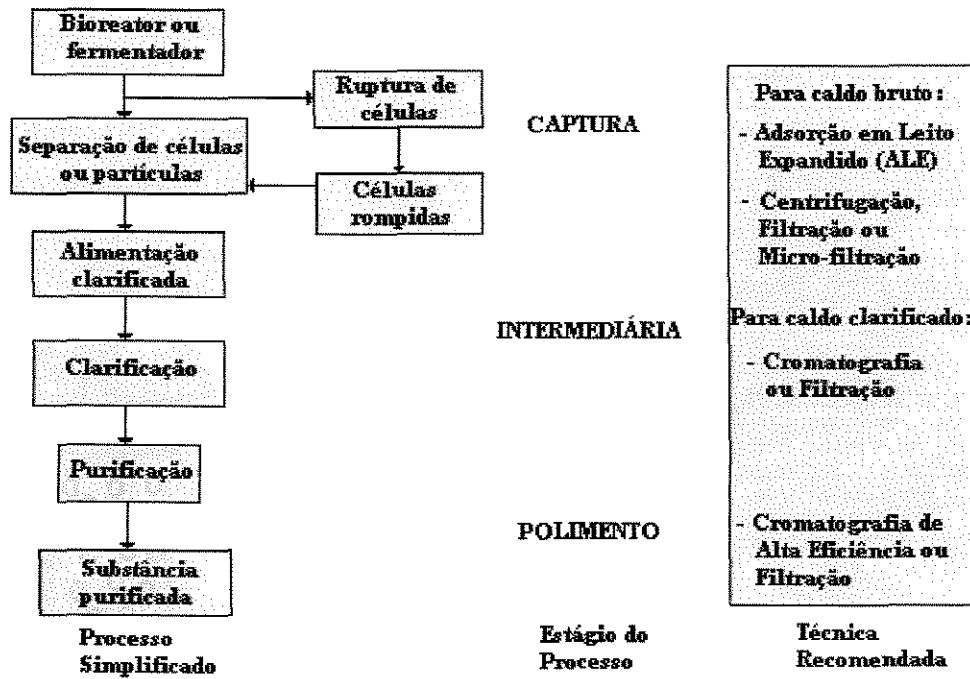 Bioreator ou
fermentador
Ruptura de
células
Separação de células
ou partículas
Células
rompidas
Alimentação
clarificada
Clarificação
Purificação
Substância
purificada
Processo
Simplificado
CAPTURA
INTERMEDIÁRIA
POLIMENTO
Estágio do
Processo
Para caldo bruto:
- Adsorção em Leito
Expandido (ALE)
- Centrifugação,
Filtração ou
Micro-filtração
Para caldo clarificado:
- Cromatografia
ou Filtração
- Cromatografia de
Alta Eficiência ou
Filtração
Técnica
Recomendada